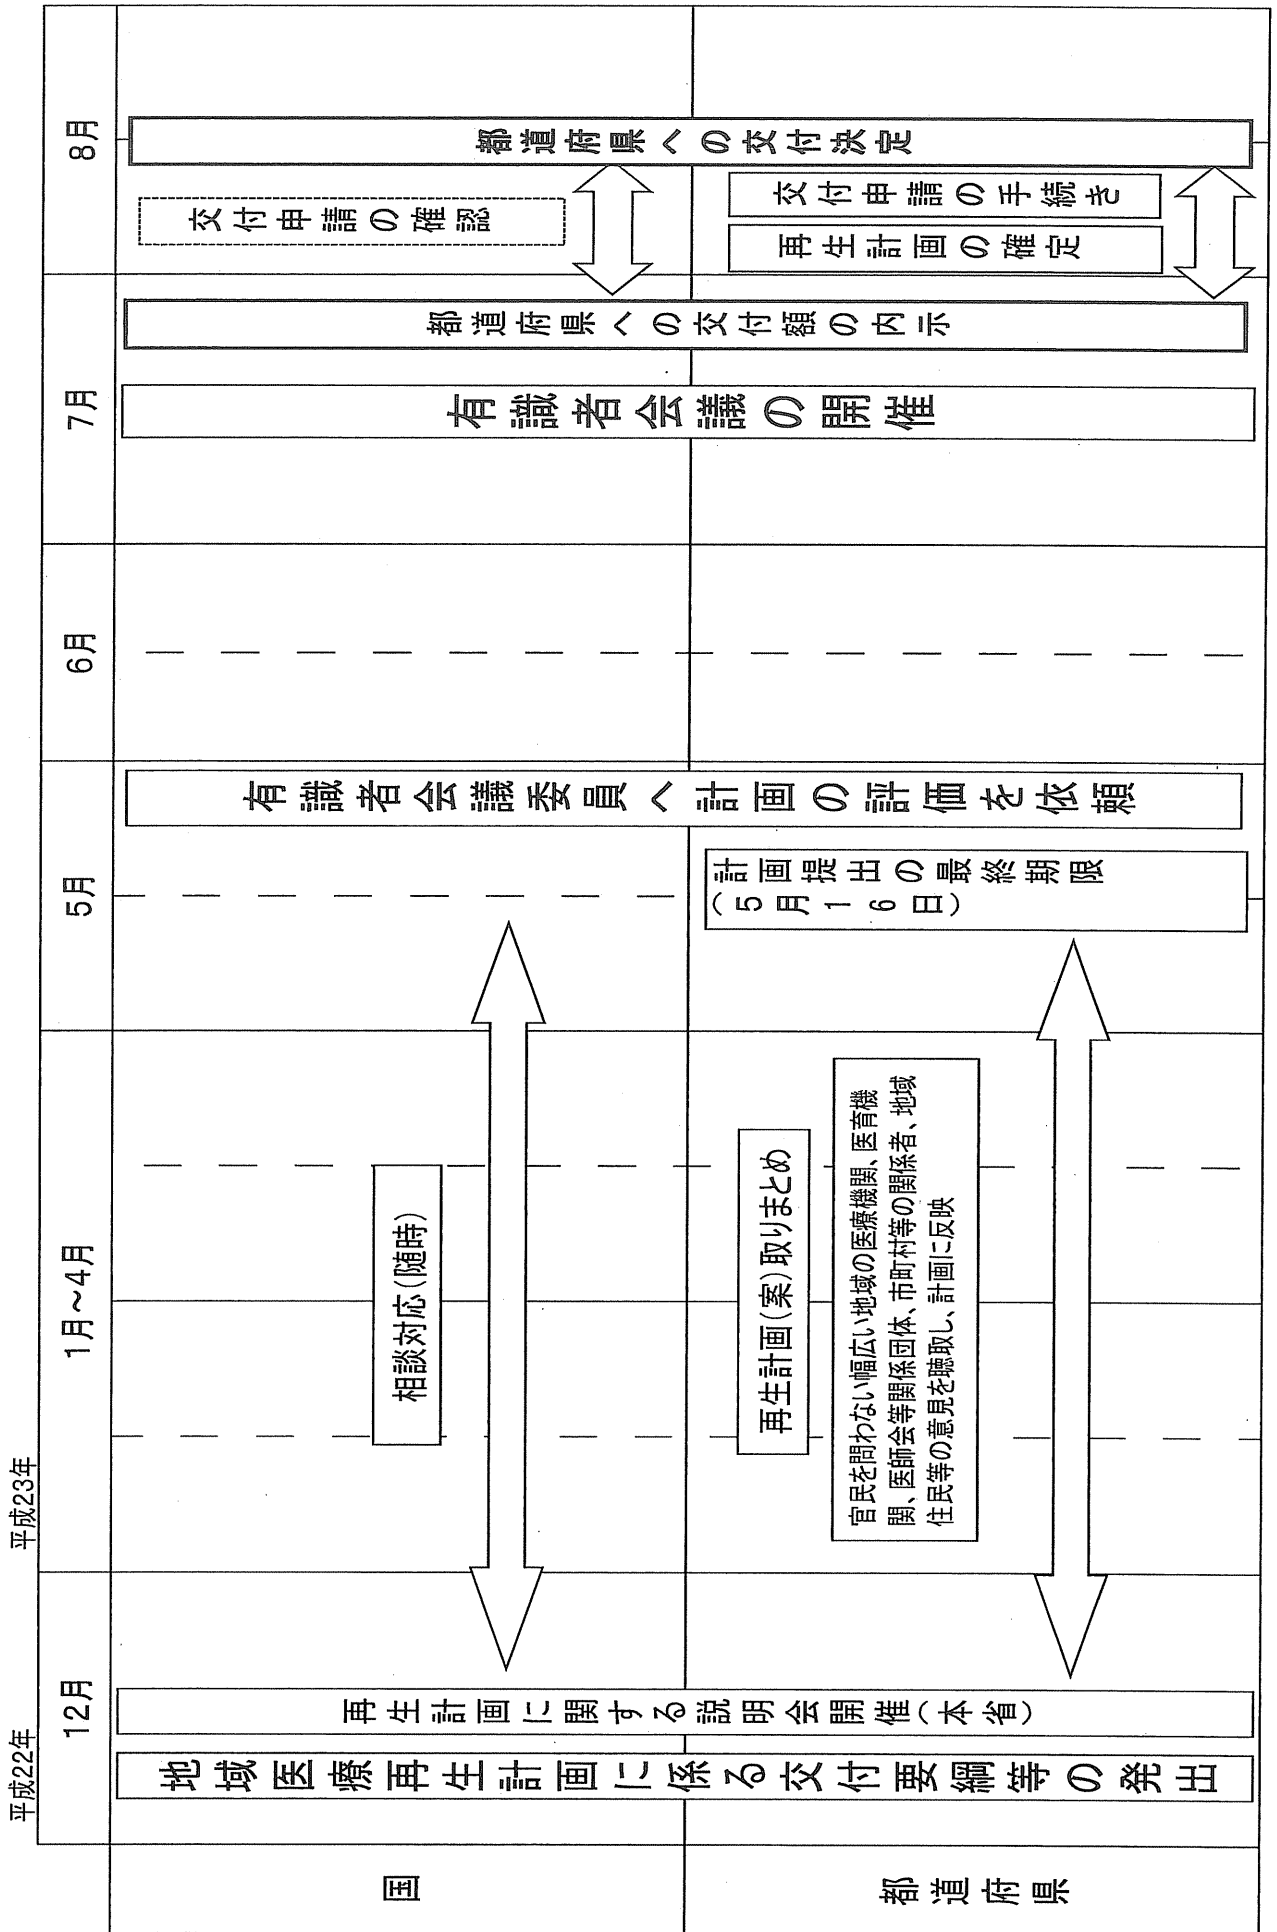 平成22年
平成23年
12月
1月~4月
5月
6月
7月
8月
国
都道府県
地域医療再生計画に係る交付要綱等の発出
再生計画に関する説明会開催(本省)
相談対応(随時)
再生計画(案)取りまとめ
官民を問わない幅広い地域の医療機関、医育機
関、医師会等関係団体、市町村等の関係者、地域
住民等の意見を聴取し、計画に反映
計画提出の最終期限
(5月16日)
有識者会議委員へ計画の評価を依頼
有識者会議の開催
都道府県への交付額の内示
交付申請の確認
再生計画の確定
交付申請の手続き
都道府県への交付決定